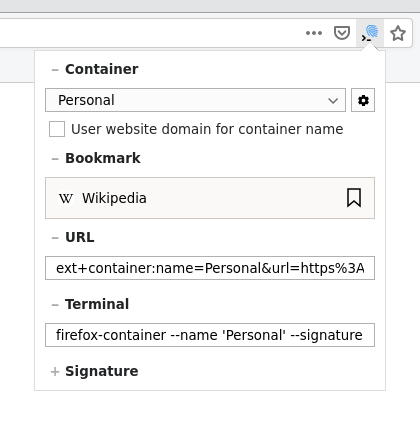 – Container
Personal
User website domain for container name
– Bookmark
W Wikipedia
– URL
ext+container:name=Personal&url=https%3A
– Terminal
firefox-container --name 'Personal' --signature
+ Signature